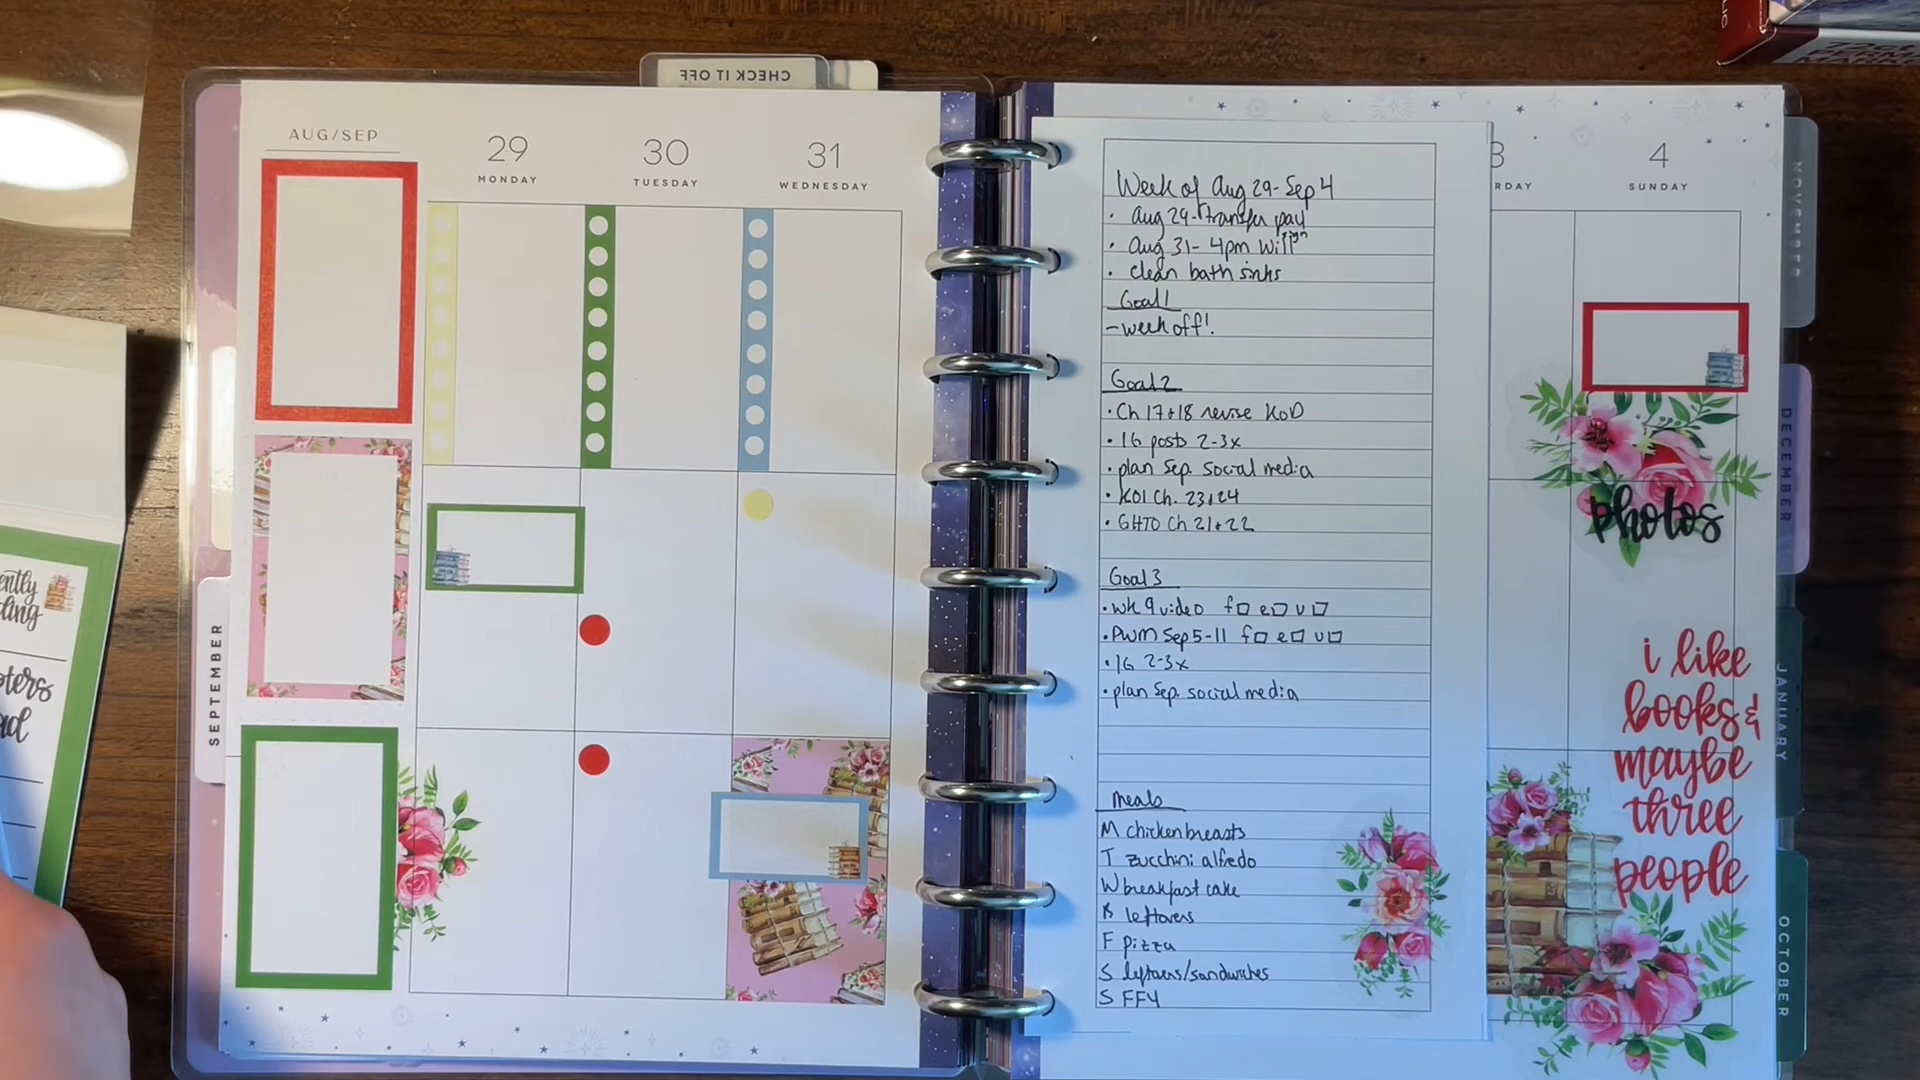 CHECK IT OFF
AUG/SEP
29
MONDAY
30
TUESDAY
31
WEDNESDAY
SEPTEMBER
Week of Aug 29-Sep 4
• Aug 29-transfer pay
• Aug 31- 4pm Will sign
• clean bath sinks
Goal 1
- week off!
Goal 2
• Ch 17+18 revise KOD
• IG posts 2-3x
• plan Sep. social media
• KOI Ch. 23+24
• GHTO Ch 21+22
Goal 3
• wk 9 video f□ e□ u□
• PWM Sep 5-11 f□ e□ u□
• IG 2-3x
• plan Sep. social media
Meals
M chicken breasts
T zucchini alfredo
W breakfast cake
R leftovers
F pizza
S leftovers/sandwiches
S FFY
3
RDAY
4
SUNDAY
photos
i like
books &
maybe
three
people
NOVEMBER
DECEMBER
JANUARY
OCTOBER